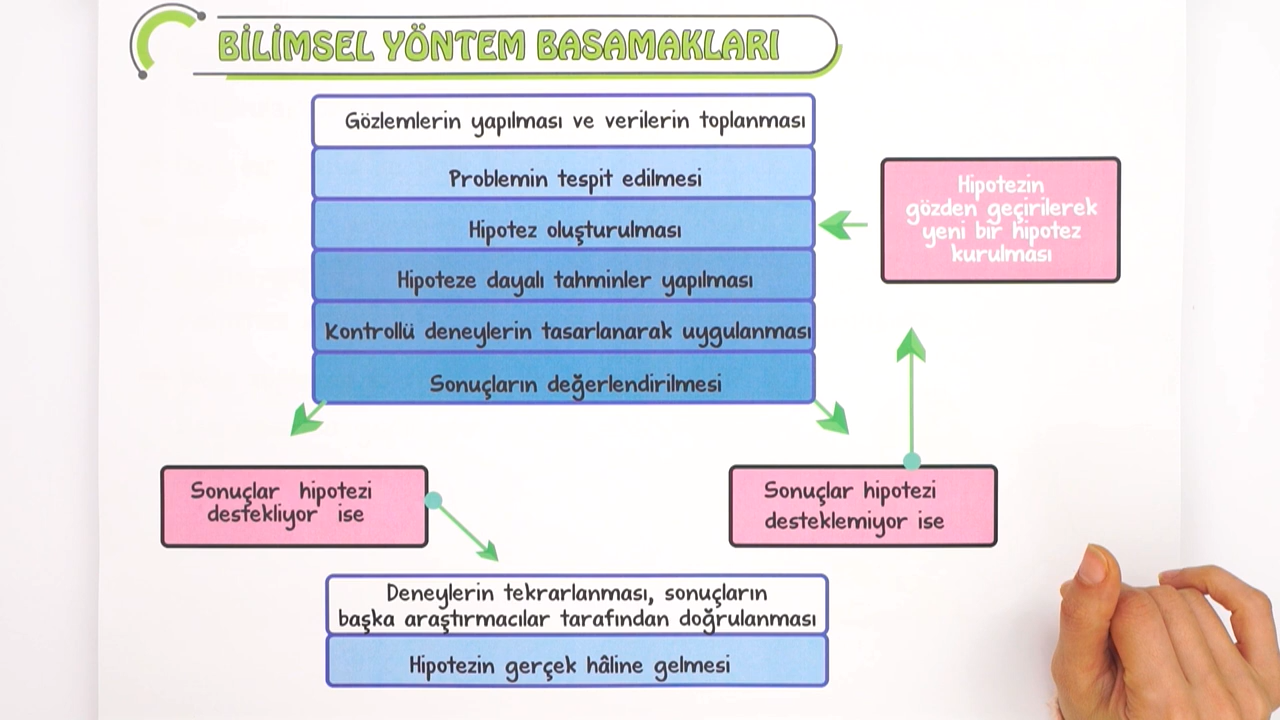 BİLİMSEL YÖNTEM BASAMAKLARI
Gözlemlerin yapılması ve verilerin toplanması
Problemin tespit edilmesi
Hipotez oluşturulması
Hipoteze dayalı tahminler yapılması
Kontrollü deneylerin tasarlanarak uygulanması
Sonuçların değerlendirilmesi
Hipotezin
gözden geçirilerek
yeni bir hipotez
kurulması
Sonuçlar hipotezi
destekliyor ise
Sonuçlar hipotezi
desteklemiyor ise
Deneylerin tekrarlanması, sonuçların
başka araştırmacılar tarafından doğrulanması
Hipotezin gerçek hâline gelmesi